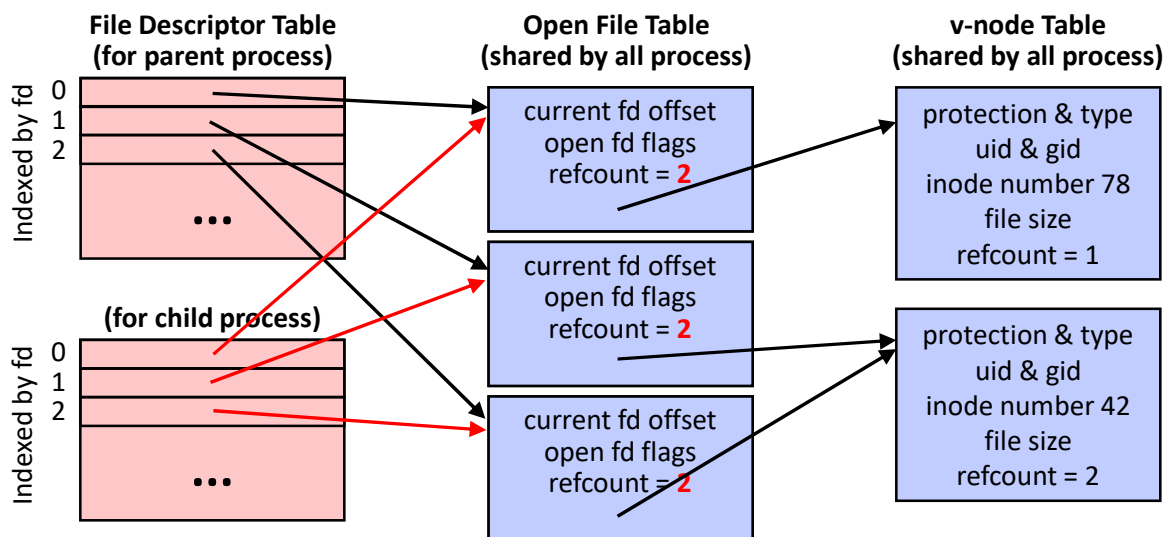 File Descriptor Table
(for parent process)
Indexed by fd
0
1
2
...
(for child process)
Indexed by fd
0
1
2
...
Open File Table
(shared by all process)
current fd offset
open fd flags
refcount = 2
current fd offset
open fd flags
refcount = 2
current fd offset
open fd flags
refcount = 2
v-node Table
(shared by all process)
protection & type
uid & gid
inode number 78
file size
refcount = 1
protection & type
uid & gid
inode number 42
file size
refcount = 2